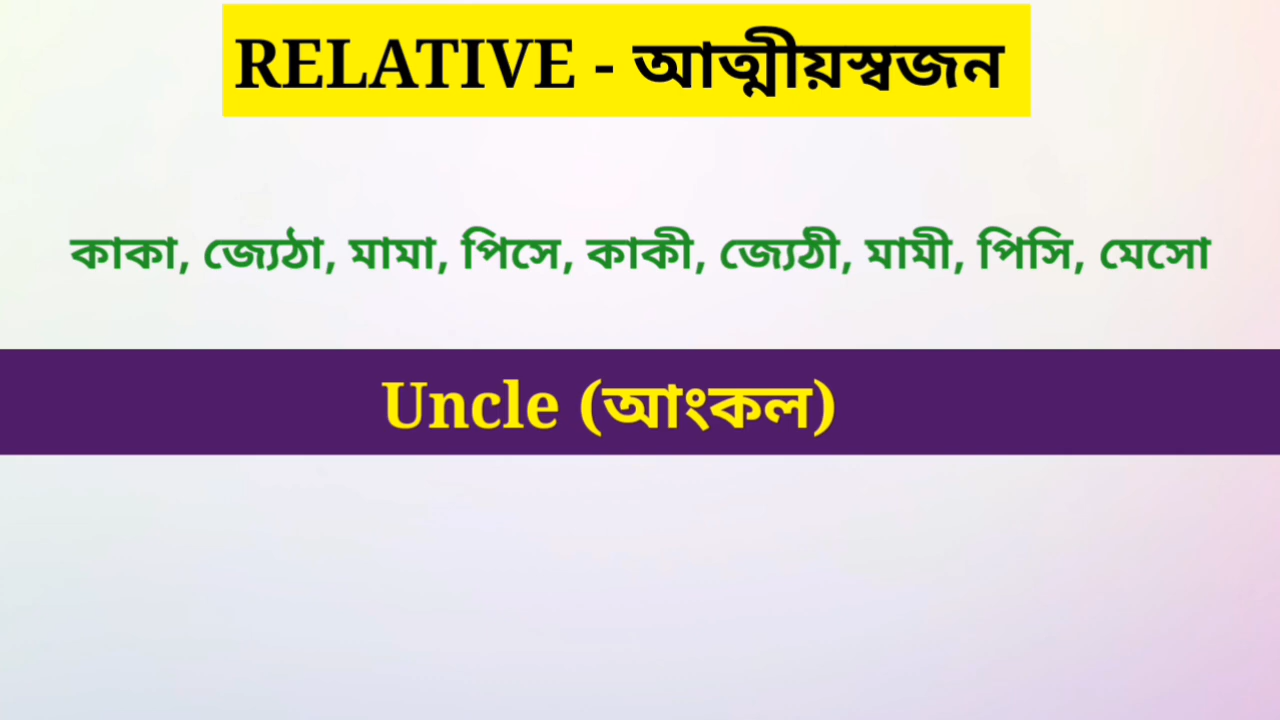 RELATIVE - আত্মীয়স্বজন
কাকা, জ্যেঠা, মামা, পিসে, কাকী, জ্যেঠী, মামী, পিসি, মেসো
Uncle (আংকল)